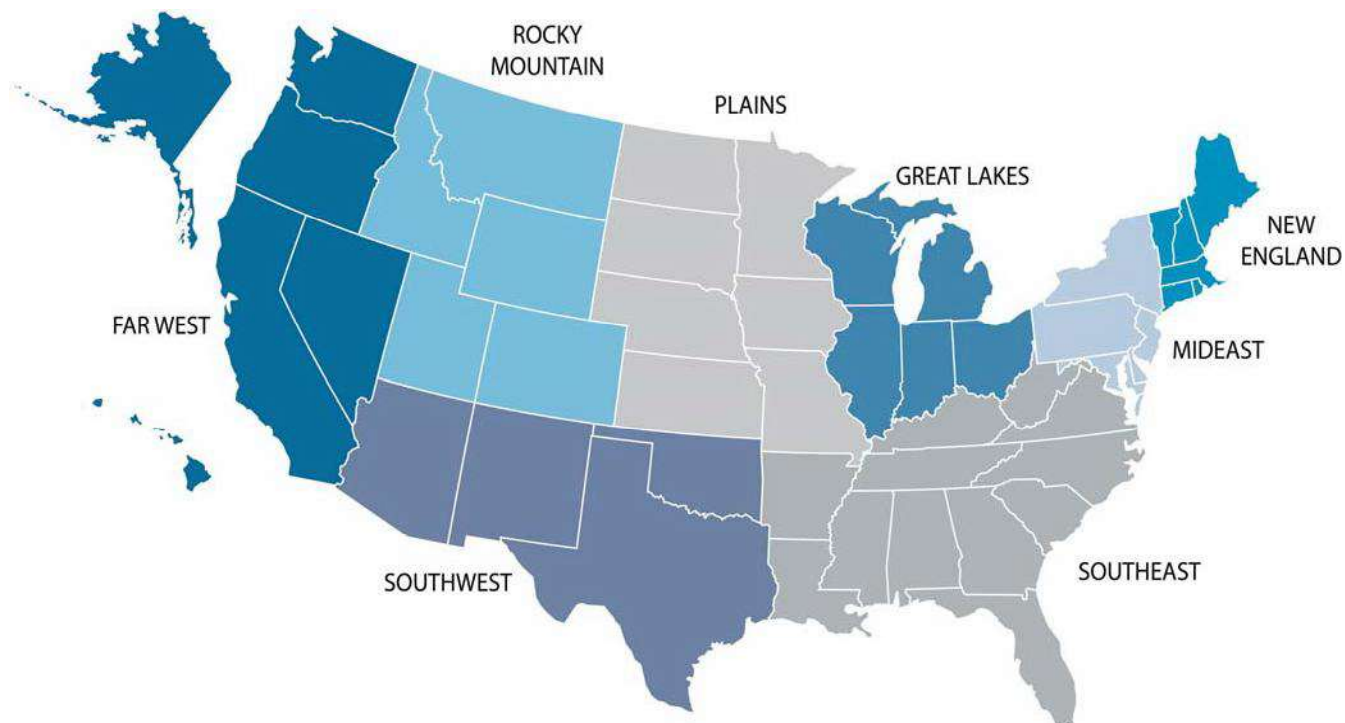 ROCKY
MOUNTAIN
PLAINS
GREAT LAKES
NEW
ENGLAND
FAR WEST
MIDEAST
SOUTHWEST
SOUTHEAST